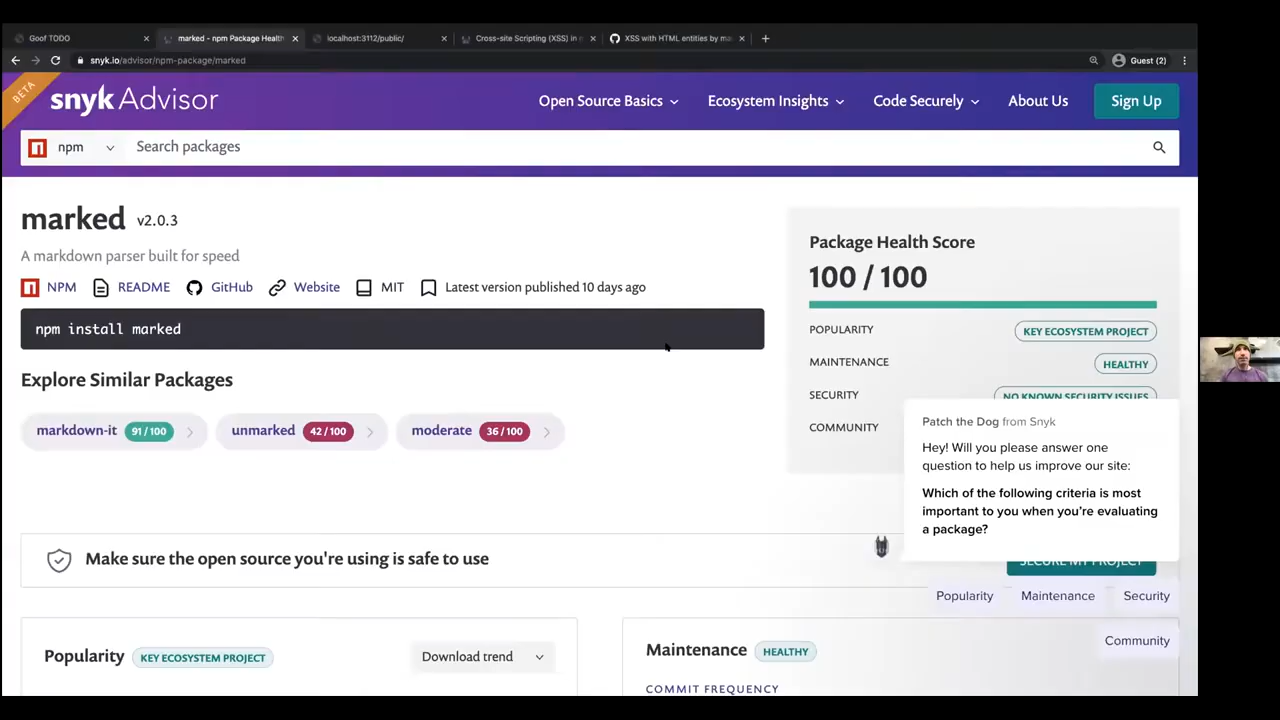 Goof TODO
marked - npm Package Health
localhost:3112/public/
Cross-site Scripting (XSS) in
XSS with HTML entities by ma
snyk.io/advisor/npm-package/marked
Guest (2)
BETA
snyk Advisor
Open Source Basics
Ecosystem Insights
Code Securely
About Us
Sign Up
npm
Search packages
marked v2.0.3
A markdown parser built for speed
NPM
README
GitHub
Website
MIT
Latest version published 10 days ago
npm install marked
Explore Similar Packages
markdown-it 91/100
unmarked 42/100
moderate 36/100
Package Health Score
100 / 100
POPULARITY
KEY ECOSYSTEM PROJECT
MAINTENANCE
HEALTHY
SECURITY
NO KNOWN SECURITY ISSUES
COMMUNITY
Patch the Dog from Snyk
Hey! Will you please answer one
question to help us improve our site:
Which of the following criteria is most
important to you when you're evaluating
a package?
Make sure the open source you're using is safe to use
SECURE MY PROJECT
Popularity
Maintenance
Security
Community
Popularity
KEY ECOSYSTEM PROJECT
Download trend
Maintenance
HEALTHY
COMMIT FREQUENCY